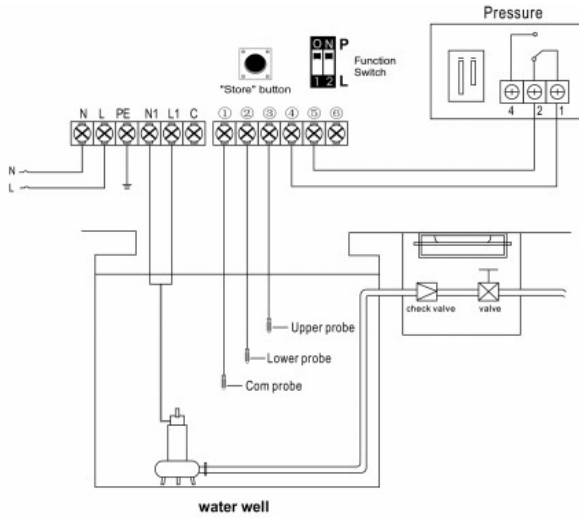 Pressure
O N P
Function
Switch
1 2 L
"Store" button
N L PE N1 L1 C ① ② ③ ④ ⑤ ⑥
4 2 1
N
L
check valve
valve
Upper probe
Lower probe
Com probe
water well